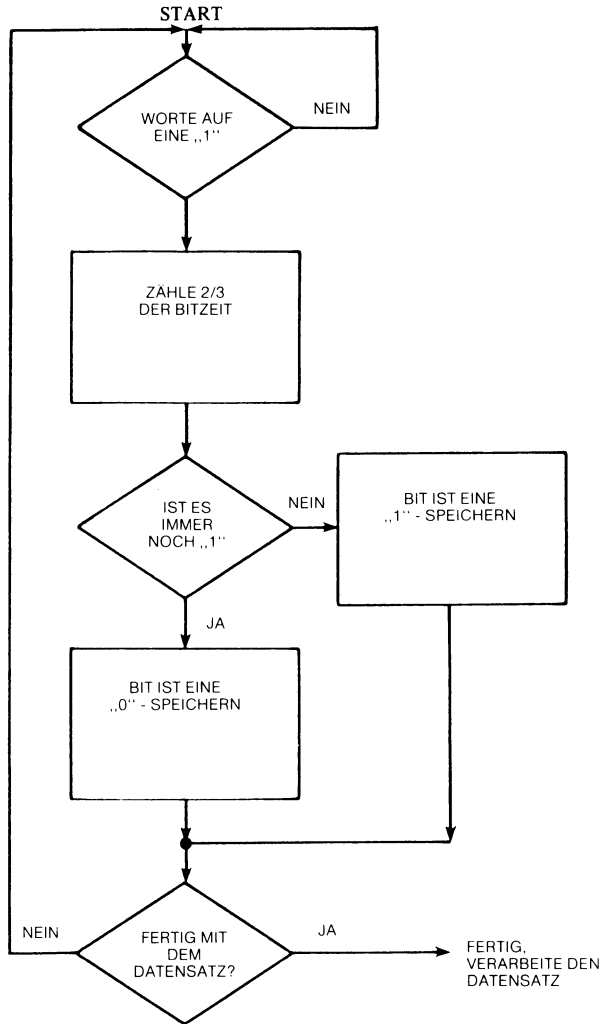 START
WORTE AUF
EINE „1“
NEIN
ZÄHLE 2/3
DER BITZEIT
IST ES
IMMER
NOCH „1“
NEIN
BIT IST EINE
„1“ - SPEICHERN
JA
BIT IST EINE
„0“ - SPEICHERN
NEIN
FERTIG MIT
DEM
DATENSATZ?
JA
FERTIG,
VERARBEITE DEN
DATENSATZ